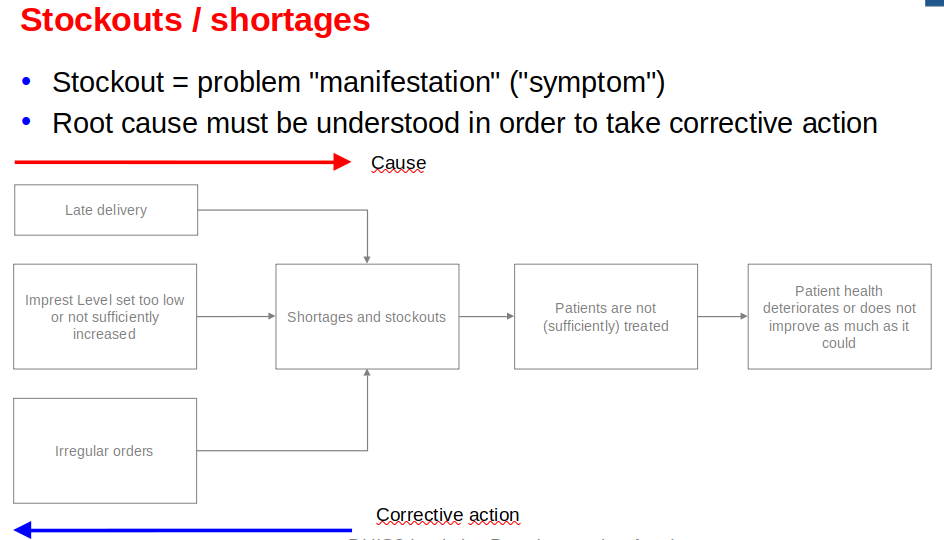 Stockouts / shortages
• Stockout = problem "manifestation" ("symptom")
• Root cause must be understood in order to take corrective action
Cause
Late delivery
Imprest Level set too low
or not sufficiently
increased
Shortages and stockouts
Patients are not
(sufficiently) treated
Patient health
deteriorates or does not
improve as much as it
could
Irregular orders
Corrective action